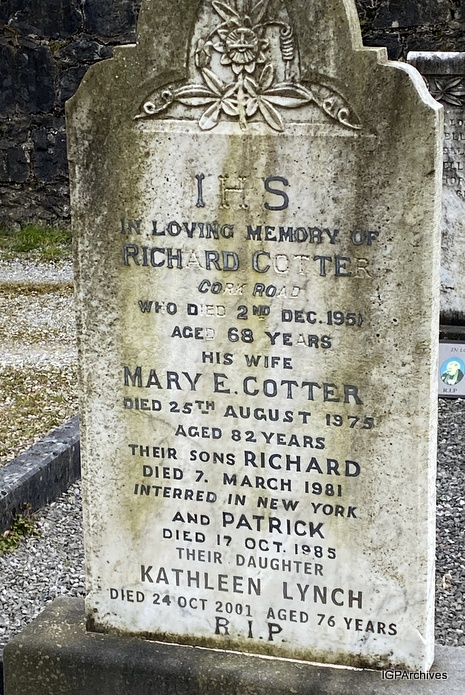 I H S
IN LOVING MEMORY OF
RICHARD COTTER
CORK ROAD
WHO DIED 2ND DEC. 1951
AGED 68 YEARS
HIS WIFE
MARY E. COTTER
DIED 25TH AUGUST 1975
AGED 82 YEARS
THEIR SONS RICHARD
DIED 7. MARCH 1981
INTERRED IN NEW YORK
AND PATRICK
DIED 17 OCT. 1985
THEIR DAUGHTER
KATHLEEN LYNCH
DIED 24 OCT 2001 AGED 76 YEARS
R I P
IGPArchives